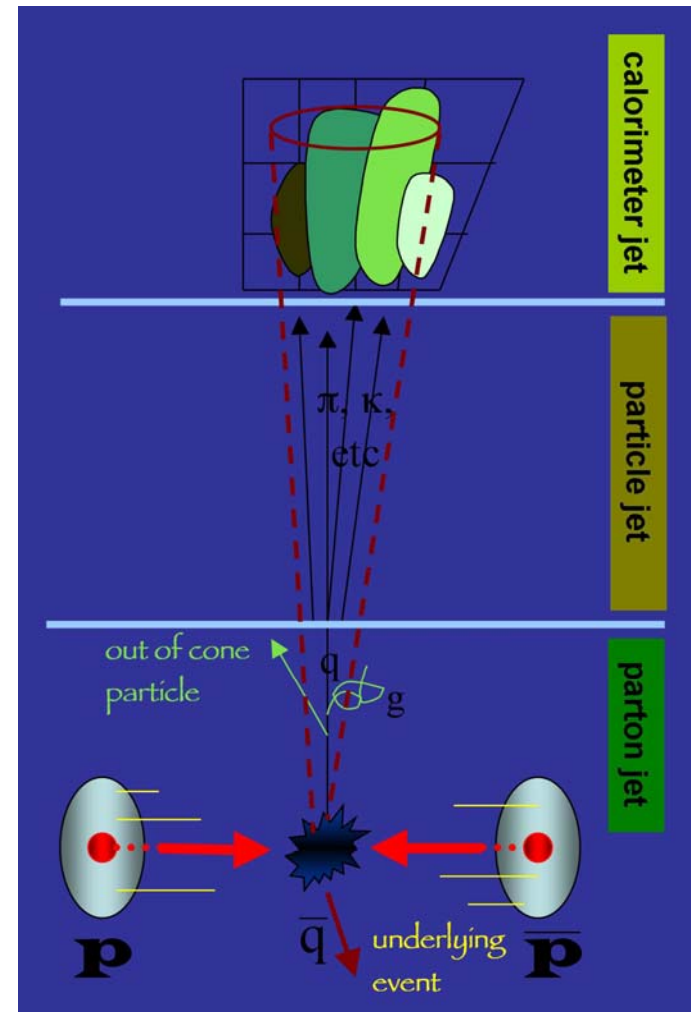 calorimeter jet
π, κ,
etc
particle jet
out of cone
particle
q
g
parton jet
p
q̅
underlying
event
p̅